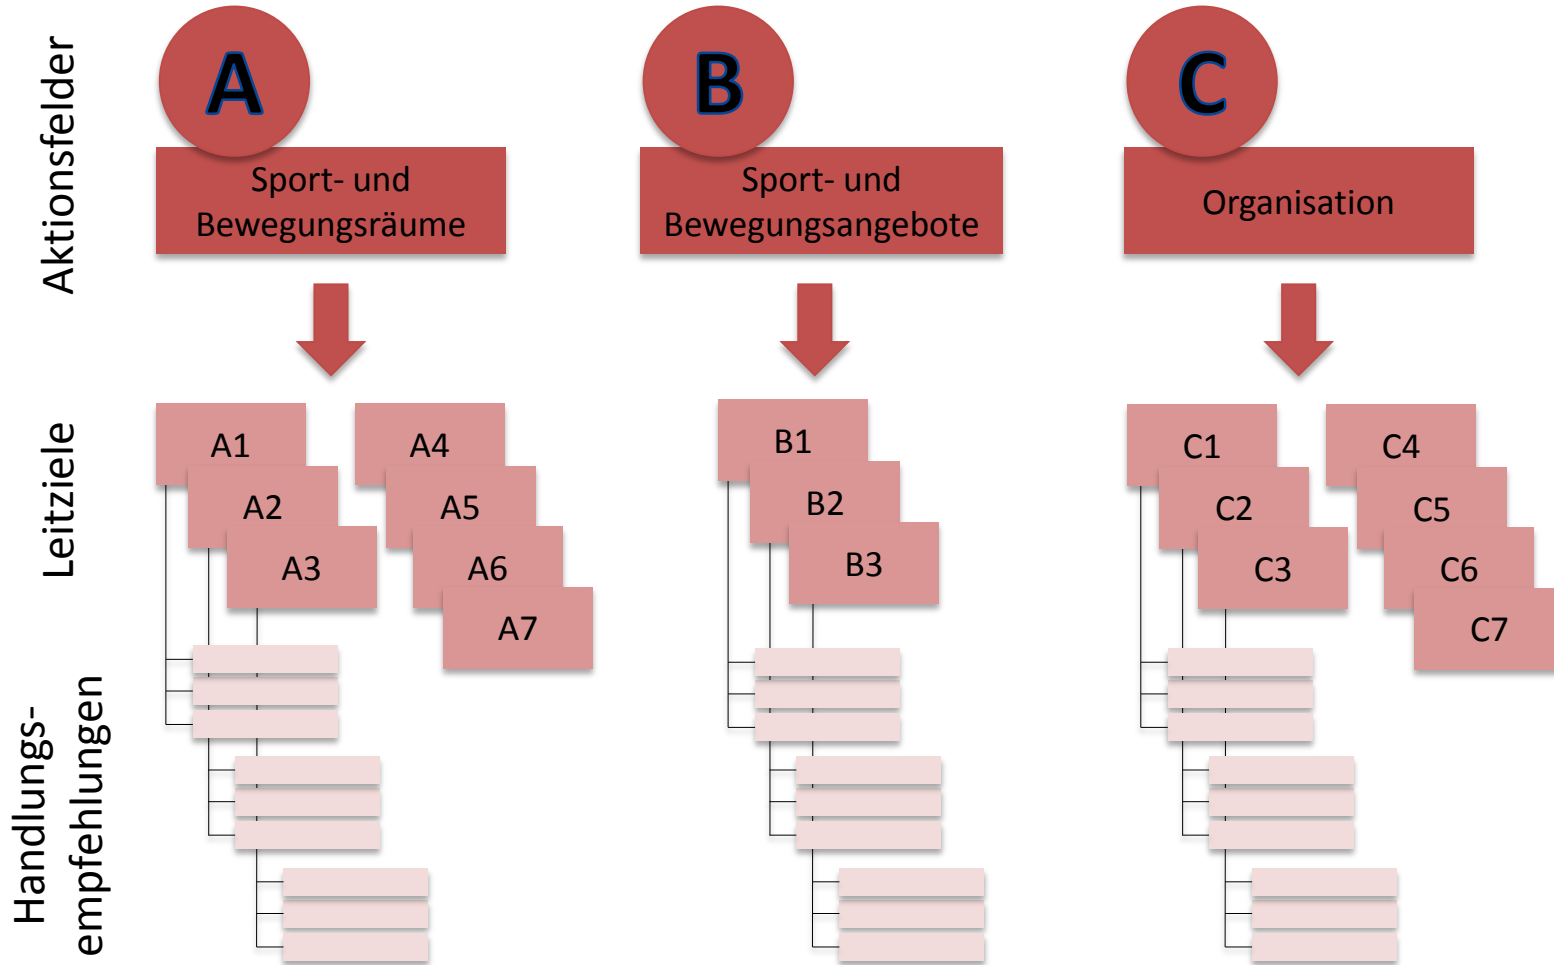 Aktionsfelder
A
Sport- und
Bewegungsräume
B
Sport- und
Bewegungsangebote
C
Organisation
Leitziele
A1
A2
A3
A4
A5
A6
A7
B1
B2
B3
C1
C2
C3
C4
C5
C6
C7
Handlungs-
empfehlungen